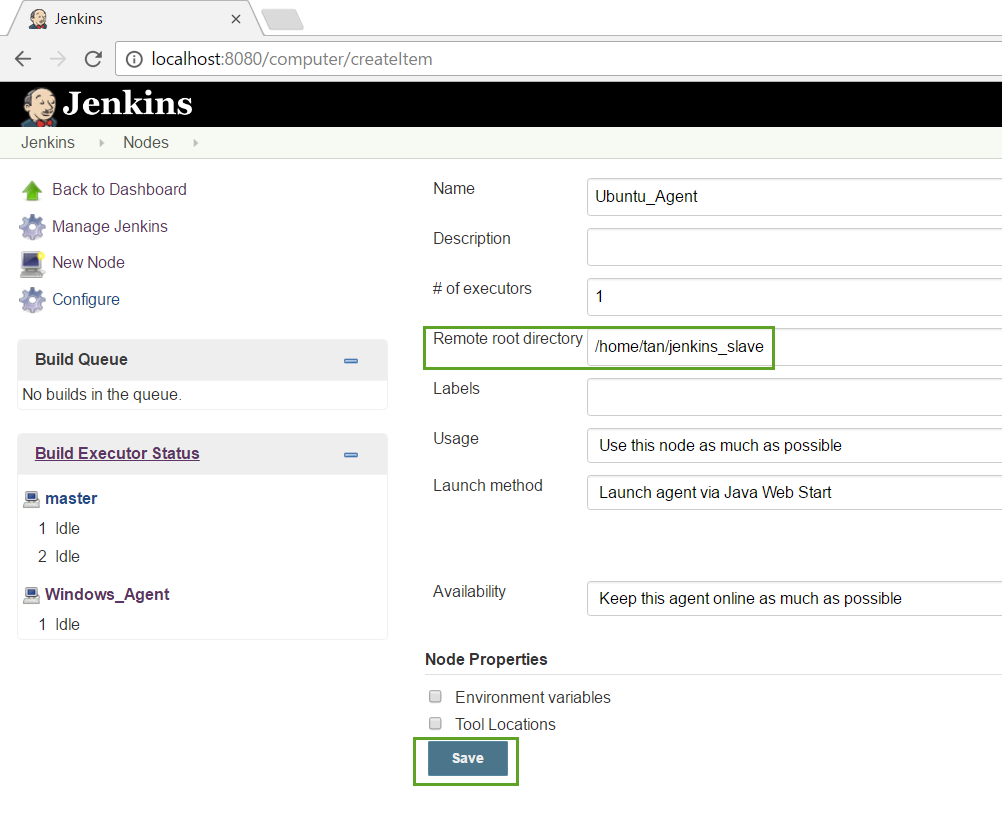 Jenkins
localhost:8080/computer/createItem
Jenkins
Jenkins Nodes
Back to Dashboard
Manage Jenkins
New Node
Configure
Build Queue
No builds in the queue.
Build Executor Status
master
1 Idle
2 Idle
Windows_Agent
1 Idle
Name Ubuntu_Agent
Description
# of executors 1
Remote root directory /home/tan/jenkins_slave
Labels
Usage Use this node as much as possible
Launch method Launch agent via Java Web Start
Availability Keep this agent online as much as possible
Node Properties
Environment variables
Tool Locations
Save